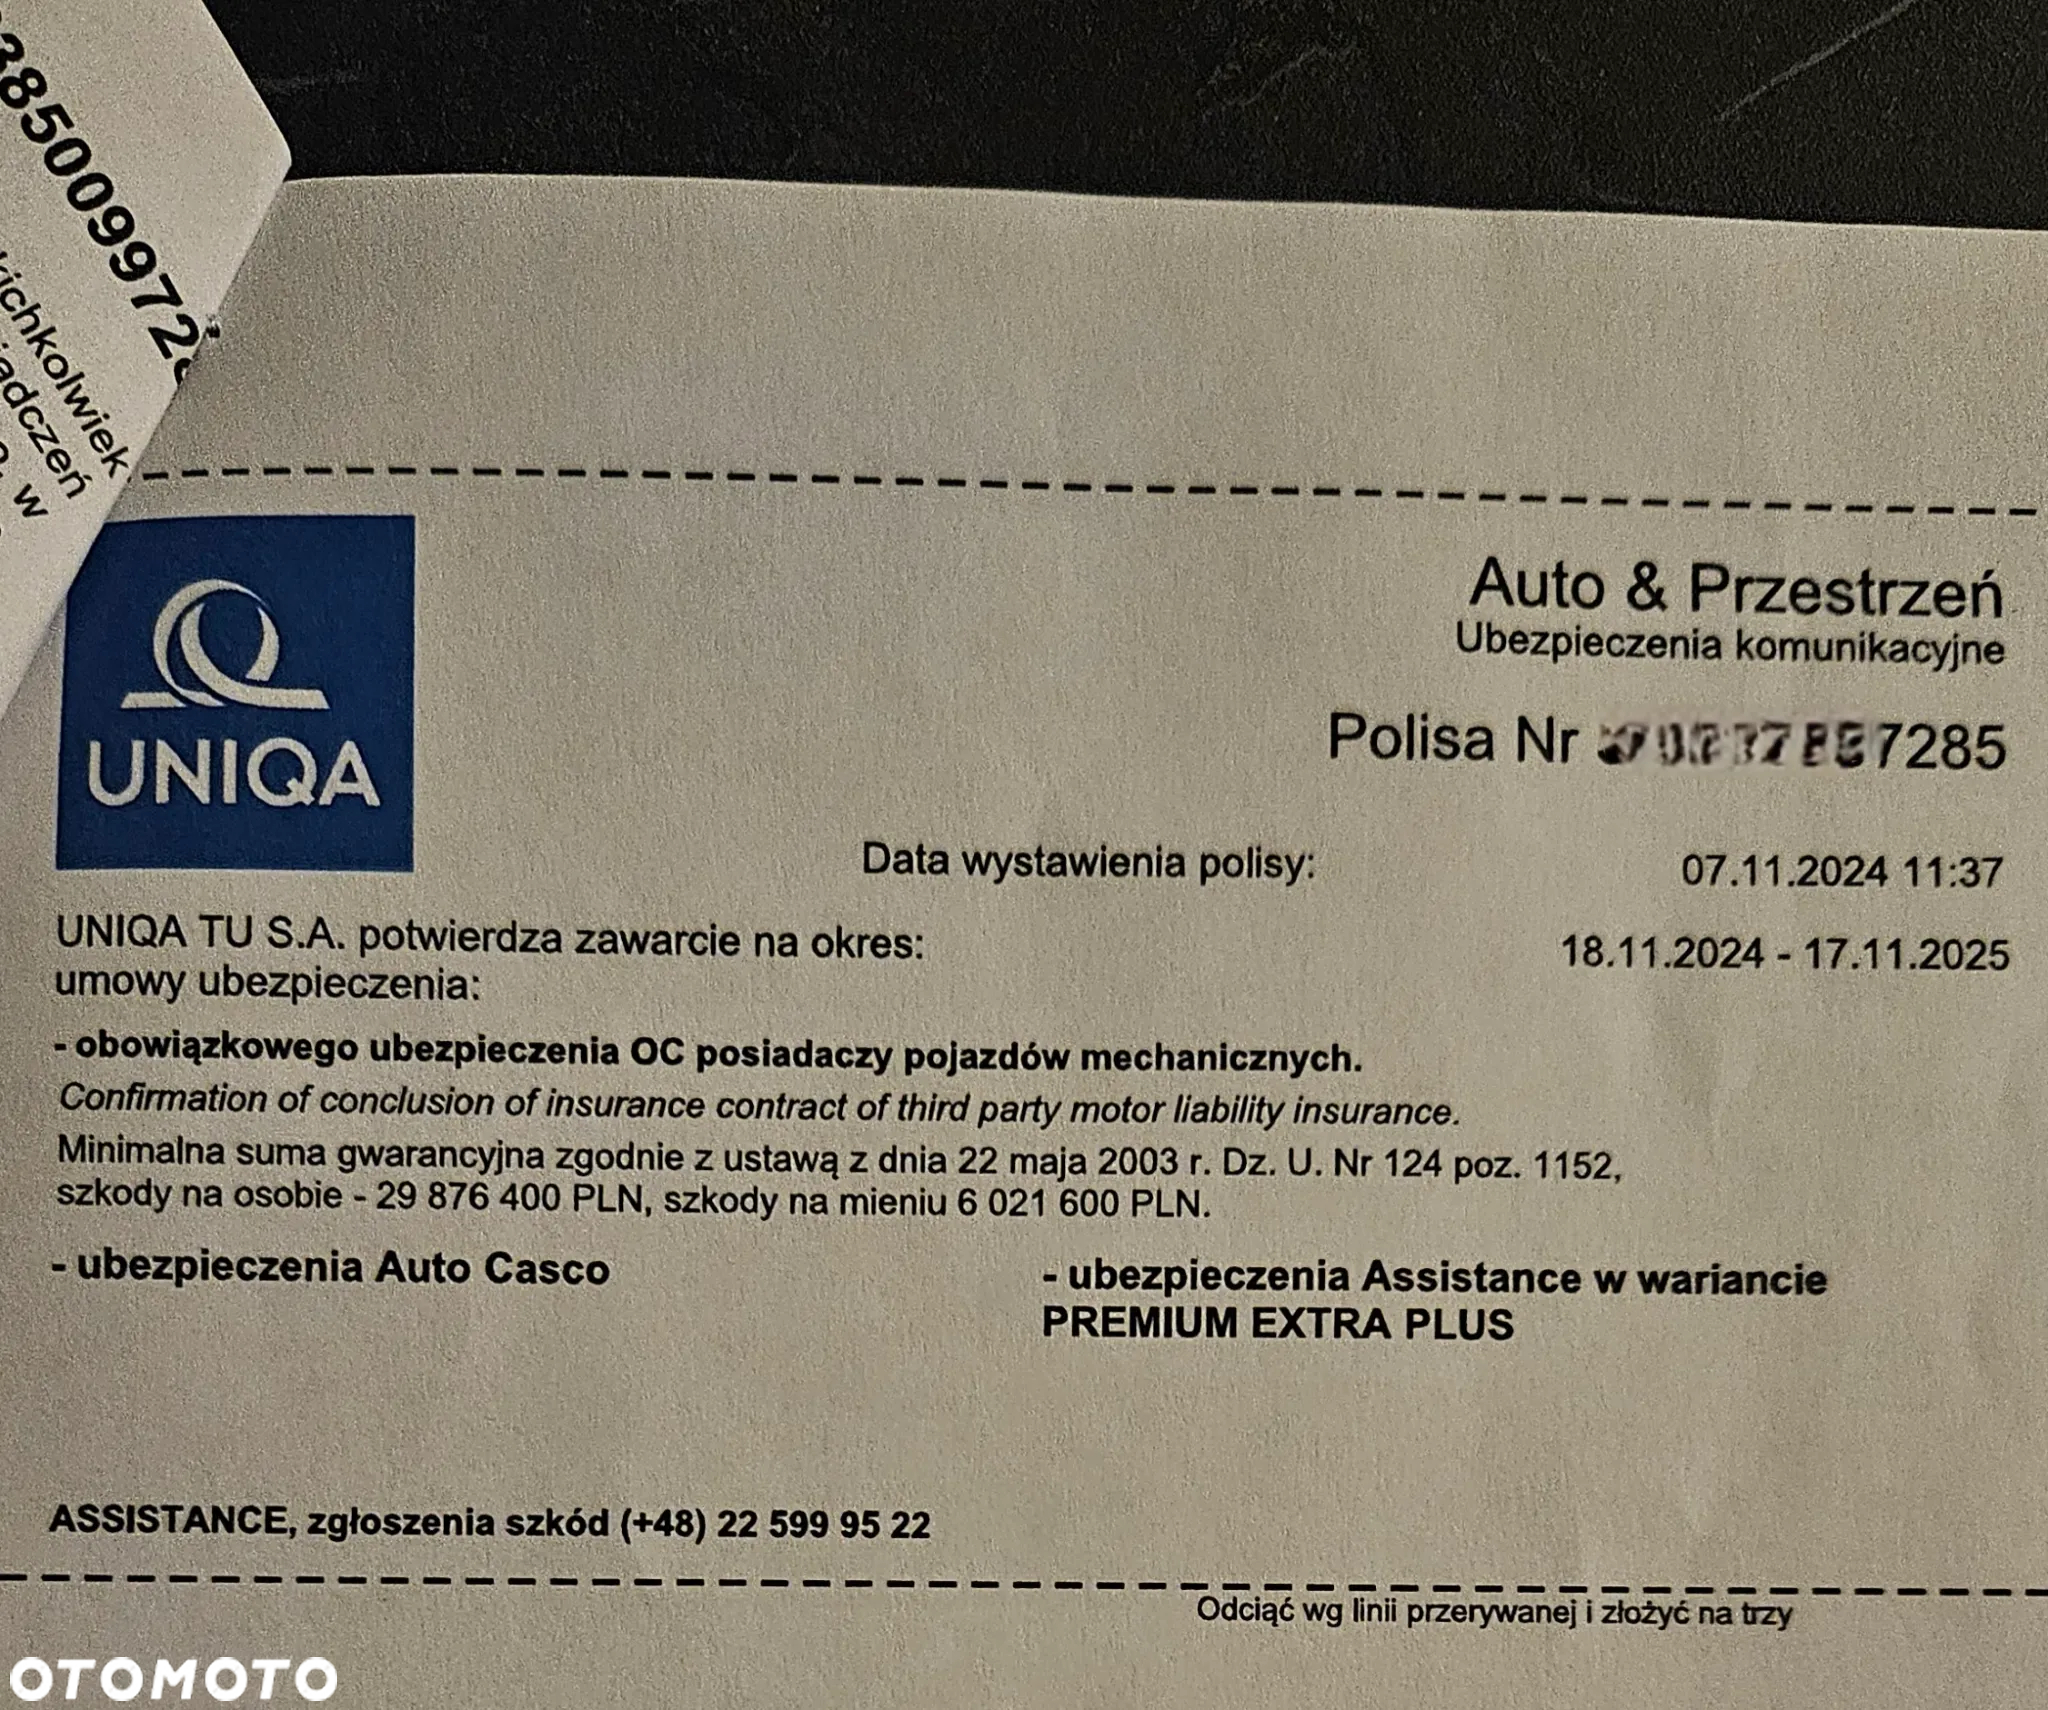 kichkolwiek
w
UNIQA
Auto & Przestrzeń
Ubezpieczenia komunikacyjne
Polisa Nr 7285
Data wystawienia polisy: 07.11.2024 11:37
UNIQA TU S.A. potwierdza zawarcie na okres: 18.11.2024 - 17.11.2025
umowy ubezpieczenia:
- obowiązkowego ubezpieczenia OC posiadaczy pojazdów mechanicznych.
Confirmation of conclusion of insurance contract of third party motor liability insurance.
Minimalna suma gwarancyjna zgodnie z ustawą z dnia 22 maja 2003 r. Dz. U. Nr 124 poz. 1152,
szkody na osobie - 29 876 400 PLN, szkody na mieniu 6 021 600 PLN.
- ubezpieczenia Auto Casco
- ubezpieczenia Assistance w wariancie
PREMIUM EXTRA PLUS
ASSISTANCE, zgłoszenia szkód (+48) 22 599 95 22
Odciąć wg linii przerywanej i złożyć na trzy
OTOMOTO